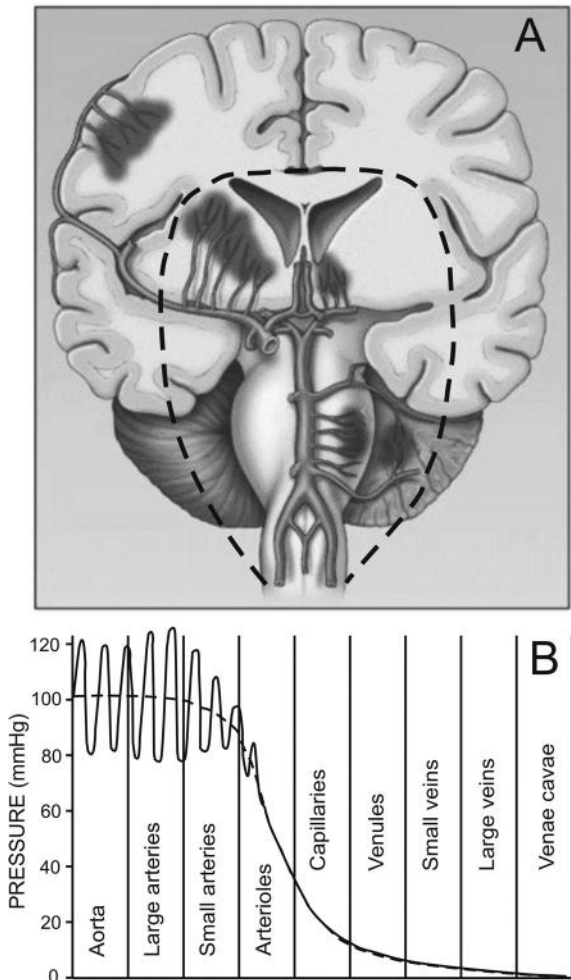 A
B
120
100
80
60
40
20
0
PRESSURE (mmHg)
Aorta
Large arteries
Small arteries
Arterioles
Capillaries
Venules
Small veins
Large veins
Venae cavae